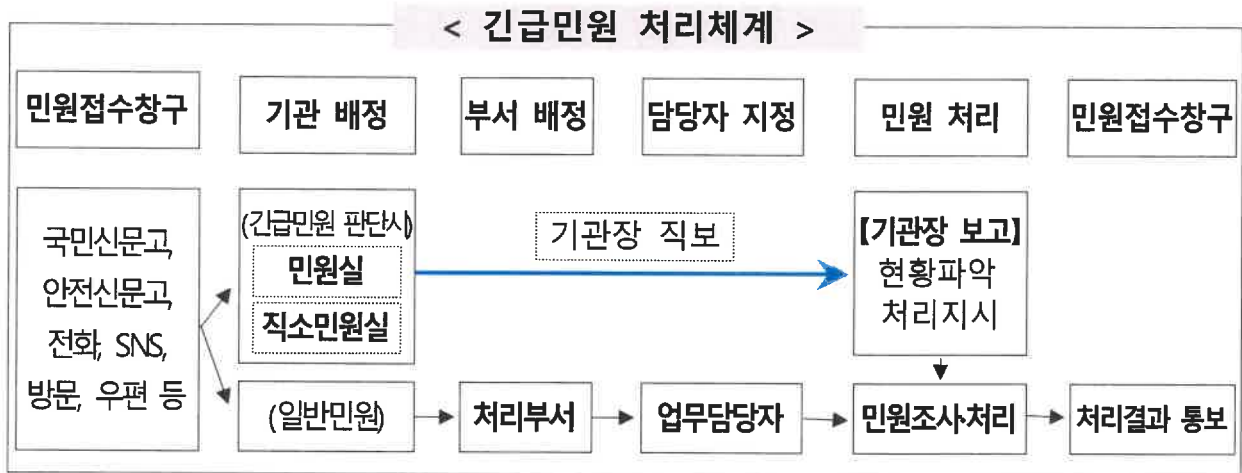 < 긴급민원 처리체계 >
민원접수창구
기관 배정
부서 배정
담당자 지정
민원 처리
민원접수창구
국민신문고,
안전신문고,
전화, SNS,
방문, 우편 등
(긴급민원 판단시)
민원실
직소민원실
기관장 직보
【기관장 보고】
현황파악
처리지시
(일반민원)
처리부서
업무담당자
민원조사·처리
처리결과 통보